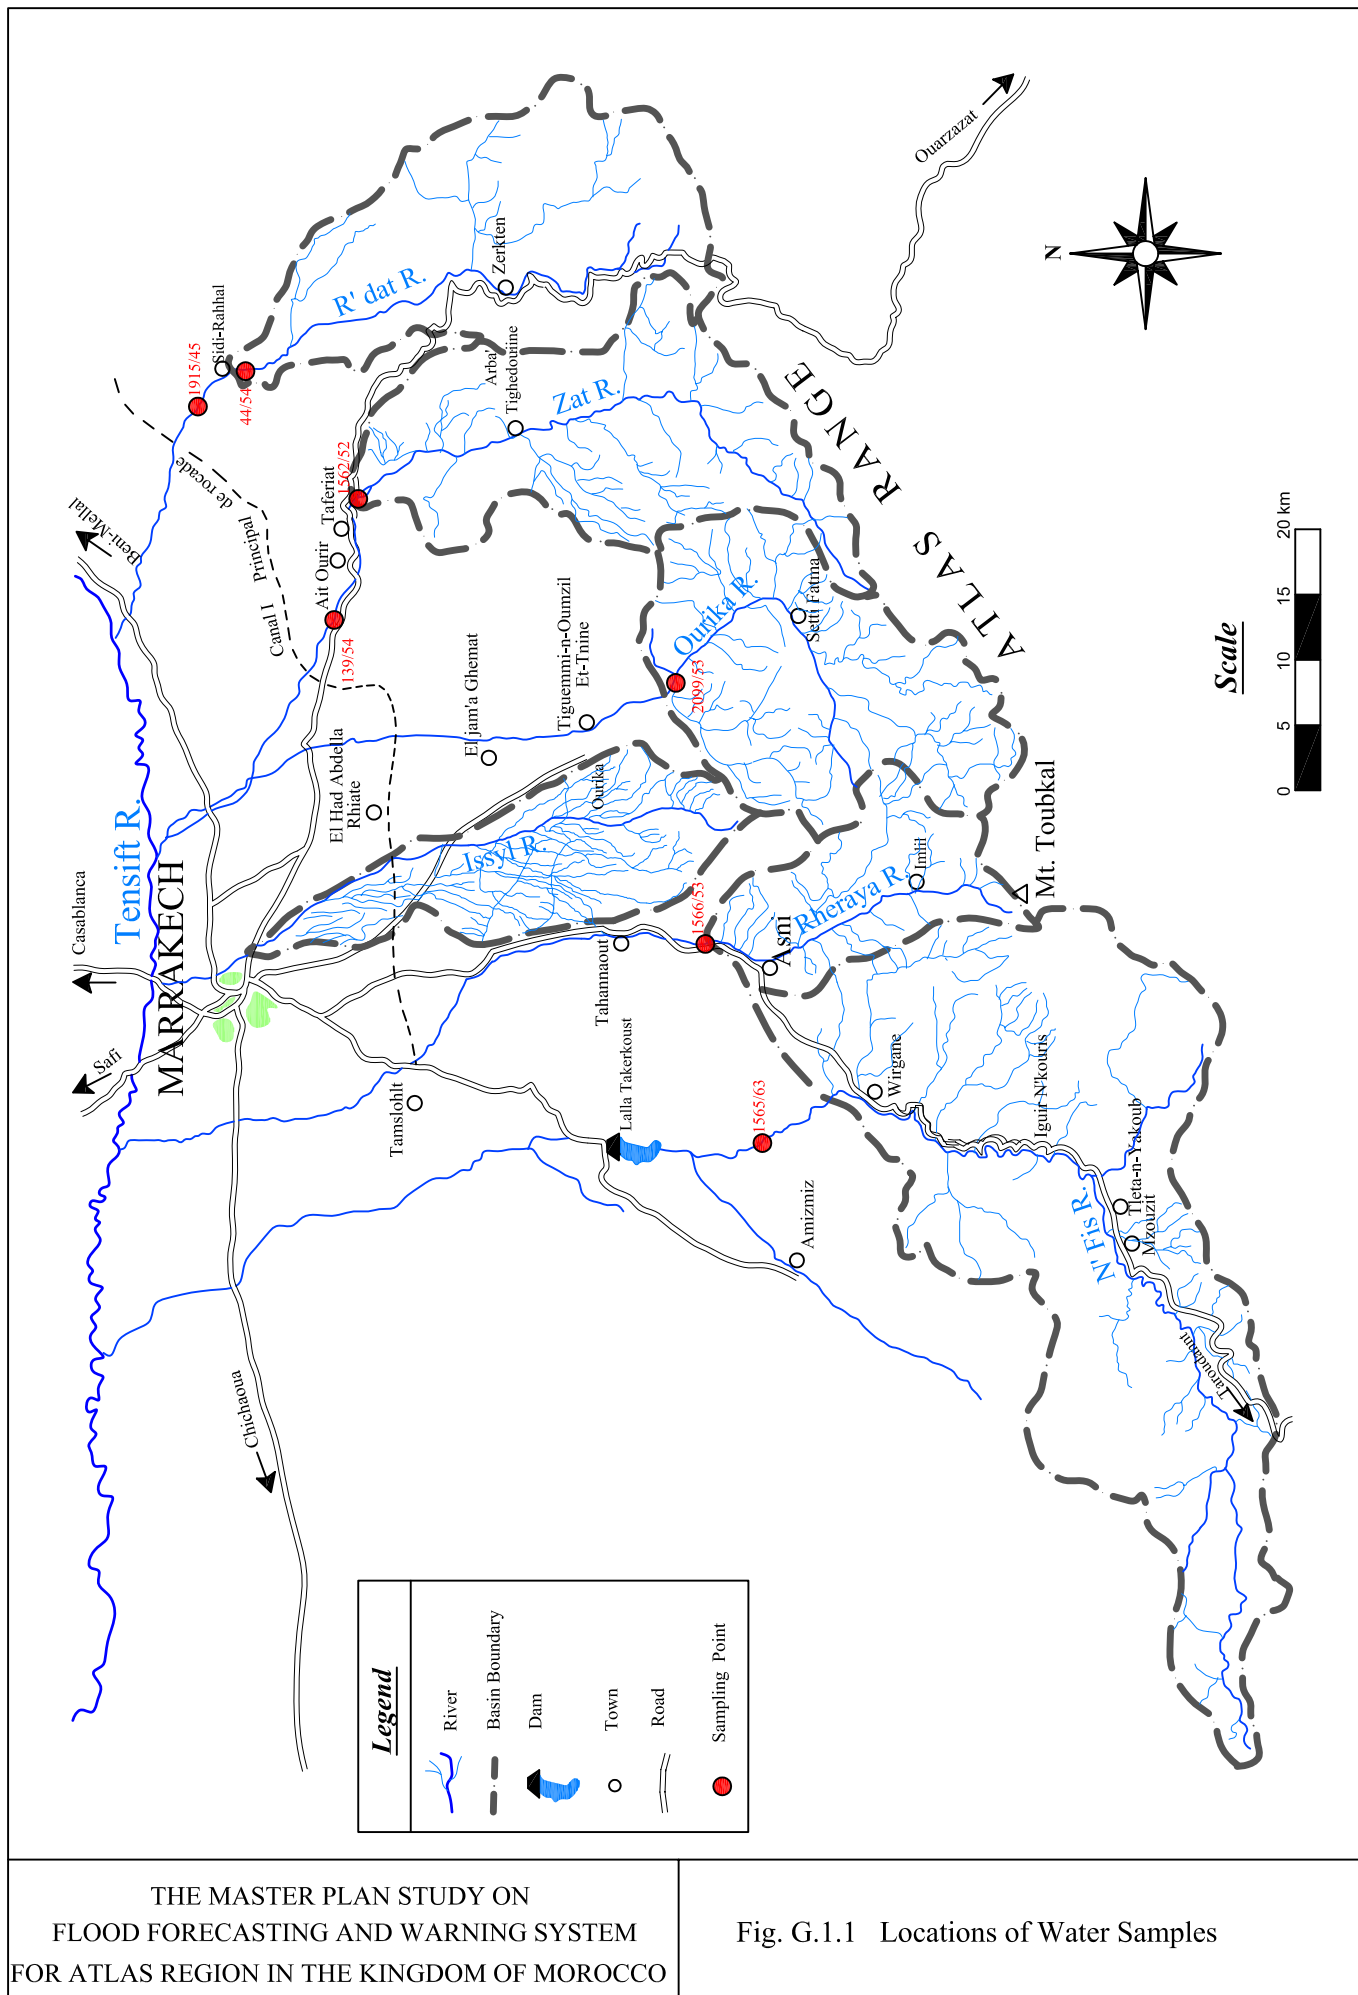 Ouarzazat
N
R' dat R.
Zerkten
Sidi-Rahhal
1915/45
44/54
Arba'
Tighedouiine
Zat R.
ATLAS RANGE
1562/52
Taferiat
Ait Ourir
139/54
de rocade
Principal
Canal I
Beni-Mellal
Tiguemmi-n-Oumzil
Et-Tnine
El jam'a Ghemat
El Had Abdella
Rhiate
Ourika R.
2099/53
Setti Fatma
Ourika
Issyl R.
Tensift R.
Casablanca
MARRAKECH
Safi
Mt. Toubkal
Imlil
Rheraya R.
Asni
1566/53
Tahannaout
Lalla Takerkoust
Tamslohlt
1565/63
Wirgane
Iguir N'kouris
Tleta-n-Yakoub
Mzouzit
N' Fis R.
Amizmiz
Taroudannt
Chichaoua
Scale
0
5
10
20 km
Legend
River
Basin Boundary
Dam
Town
Road
Sampling Point
THE MASTER PLAN STUDY ON
FLOOD FORECASTING AND WARNING SYSTEM
FOR ATLAS REGION IN THE KINGDOM OF MOROCCO
Fig. G.1.1 Locations of Water Samples